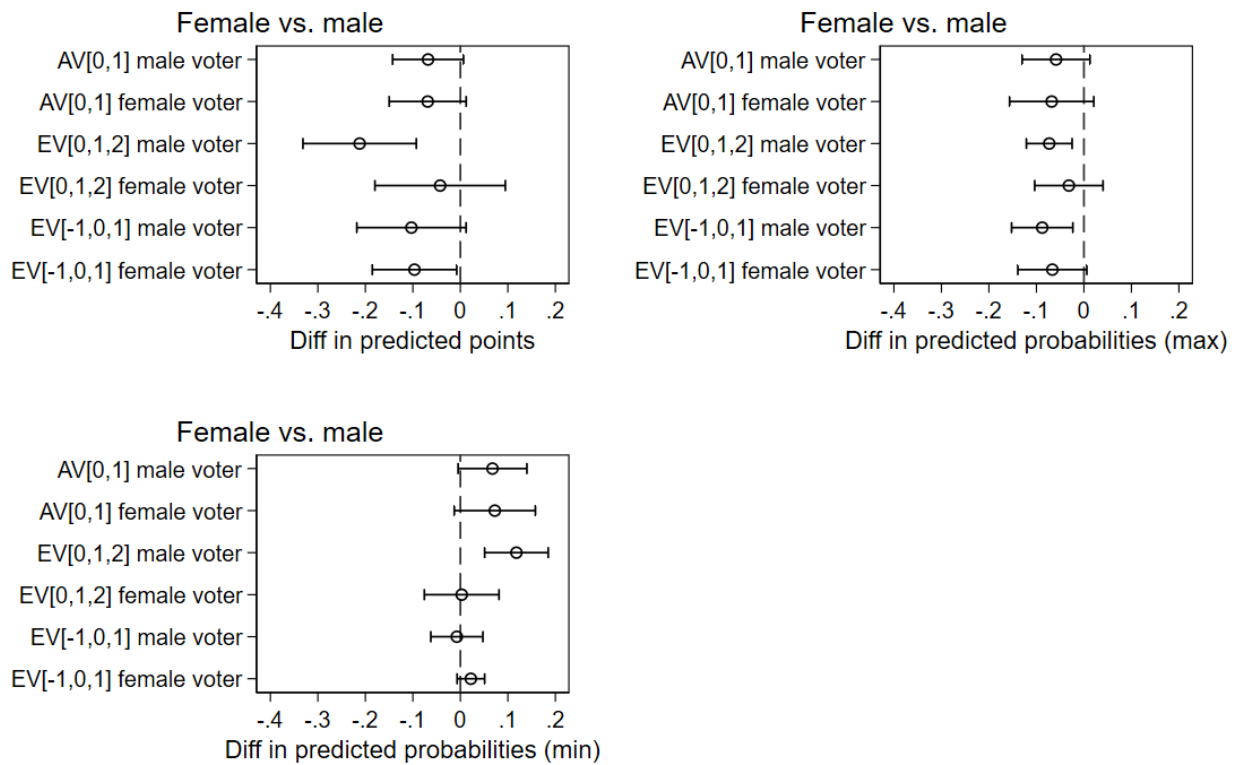 Female vs. male
AV[0,1] male voter
AV[0,1] female voter
EV[0,1,2] male voter
EV[0,1,2] female voter
EV[-1,0,1] male voter
EV[-1,0,1] female voter
-.4 -.3 -.2 -.1 0 .1 .2
Diff in predicted points
Female vs. male
AV[0,1] male voter
AV[0,1] female voter
EV[0,1,2] male voter
EV[0,1,2] female voter
EV[-1,0,1] male voter
EV[-1,0,1] female voter
-.4 -.3 -.2 -.1 0 .1 .2
Diff in predicted probabilities (max)
Female vs. male
AV[0,1] male voter
AV[0,1] female voter
EV[0,1,2] male voter
EV[0,1,2] female voter
EV[-1,0,1] male voter
EV[-1,0,1] female voter
-.4 -.3 -.2 -.1 0 .1 .2
Diff in predicted probabilities (min)